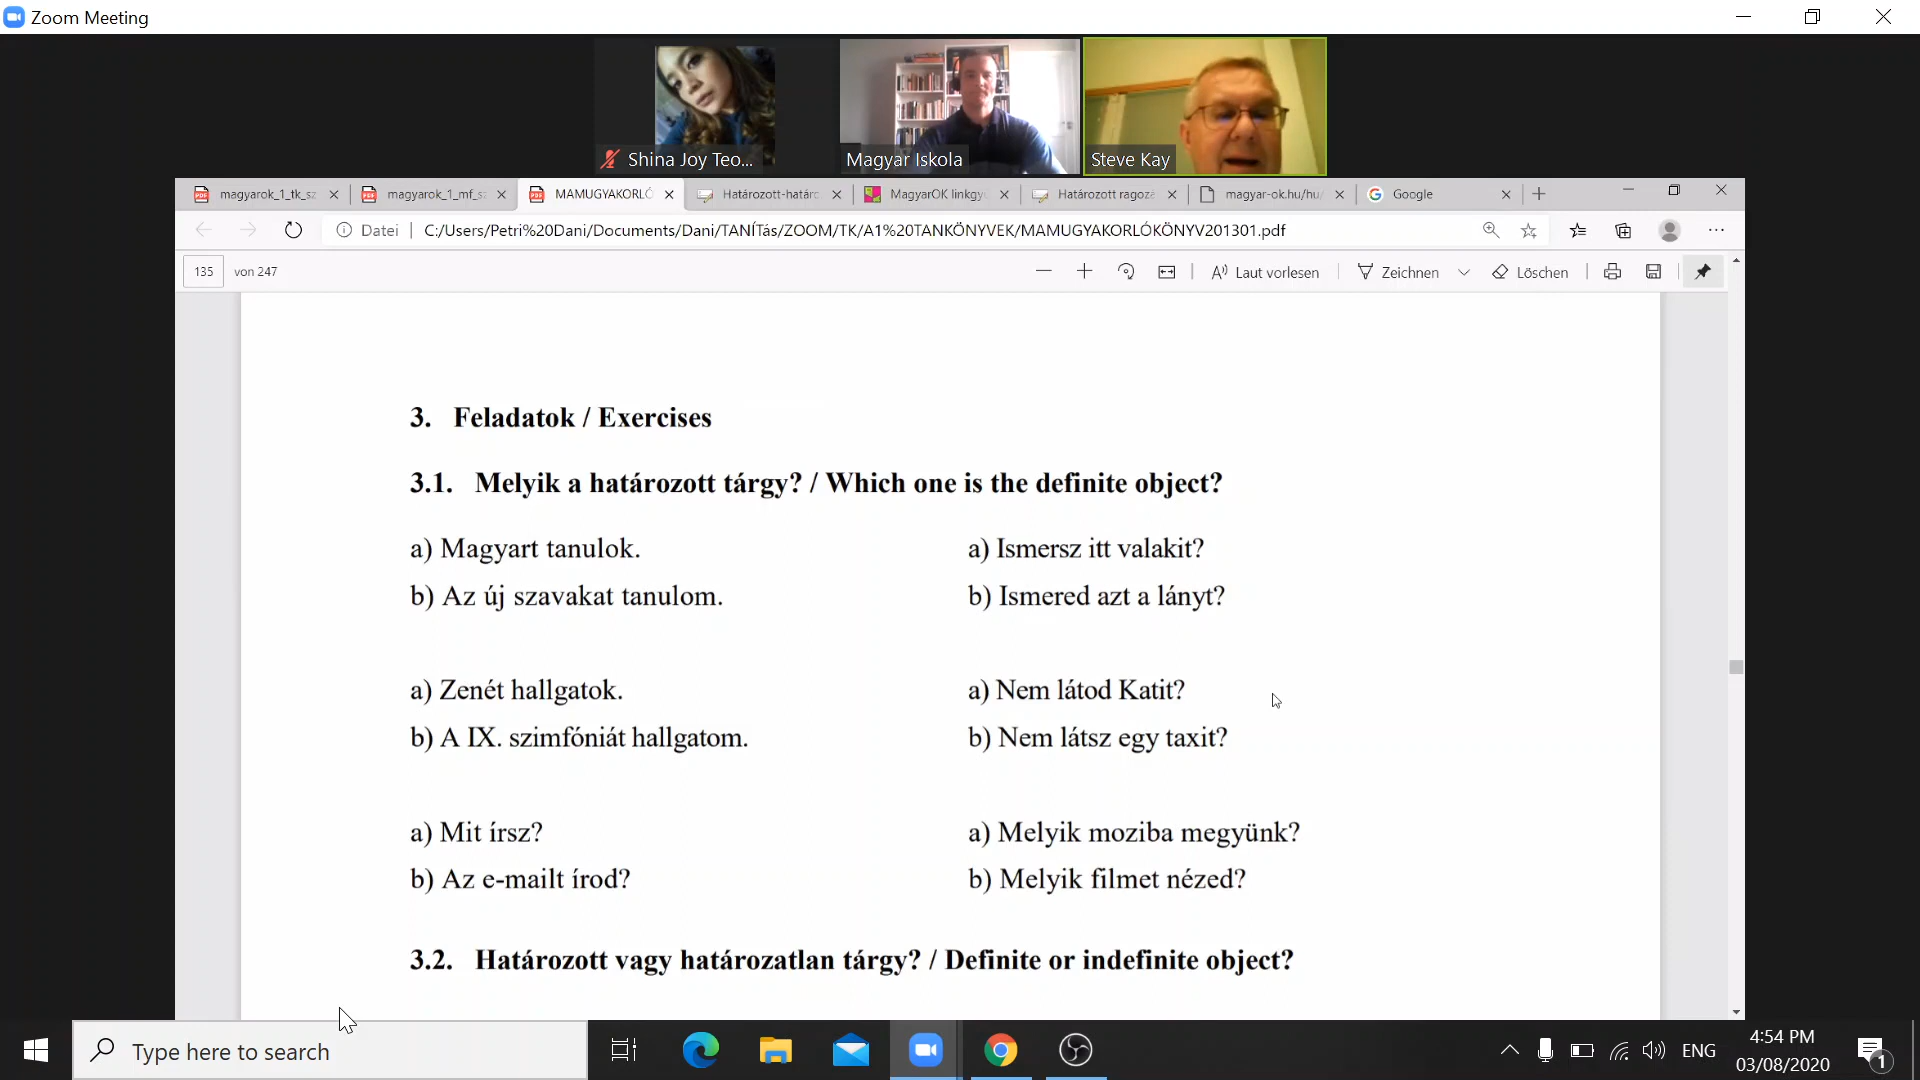 Zoom Meeting
Shina Joy Teo...
Magyar Iskola
Steve Kay
magyarok_1_tk_sz
magyarok_1_mf_s
MAMUGYAKORLÓ
Határozott-határc
MagyarOK linkgy
Határozott ragozá
magyar-ok.hu/hu/
Google
Datei
C:/Users/Petri%20Dani/Documents/Dani/TANÍTás/ZOOM/TK/A1%20TANKÖNYVEK/MAMUGYAKORLÓKÖNYV201301.pdf
135 von 247
Laut vorlesen
Zeichnen
Löschen
3. Feladatok / Exercises
3.1. Melyik a határozott tárgy? / Which one is the definite object?
a) Magyart tanulok.
b) Az új szavakat tanulom.
a) Ismersz itt valakit?
b) Ismered azt a lányt?
a) Zenét hallgatok.
b) A IX. szimfóniát hallgatom.
a) Nem látod Katit?
b) Nem látsz egy taxit?
a) Mit írsz?
b) Az e-mailt írod?
a) Melyik moziba megyünk?
b) Melyik filmet nézed?
3.2. Határozott vagy határozatlan tárgy? / Definite or indefinite object?
Type here to search
ENG
4:54 PM
03/08/2020
1